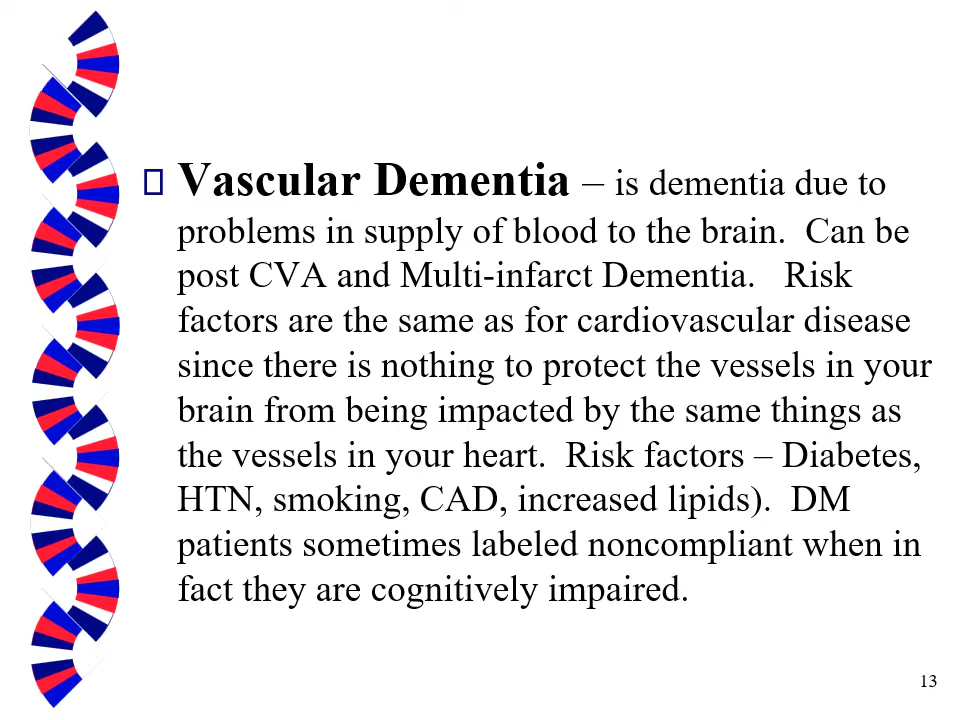 Vascular Dementia – is dementia due to
problems in supply of blood to the brain.  Can be
post CVA and Multi-infarct Dementia.   Risk
factors are the same as for cardiovascular disease
since there is nothing to protect the vessels in your
brain from being impacted by the same things as
the vessels in your heart.  Risk factors – Diabetes,
HTN, smoking, CAD, increased lipids).  DM
patients sometimes labeled noncompliant when in
fact they are cognitively impaired.
13